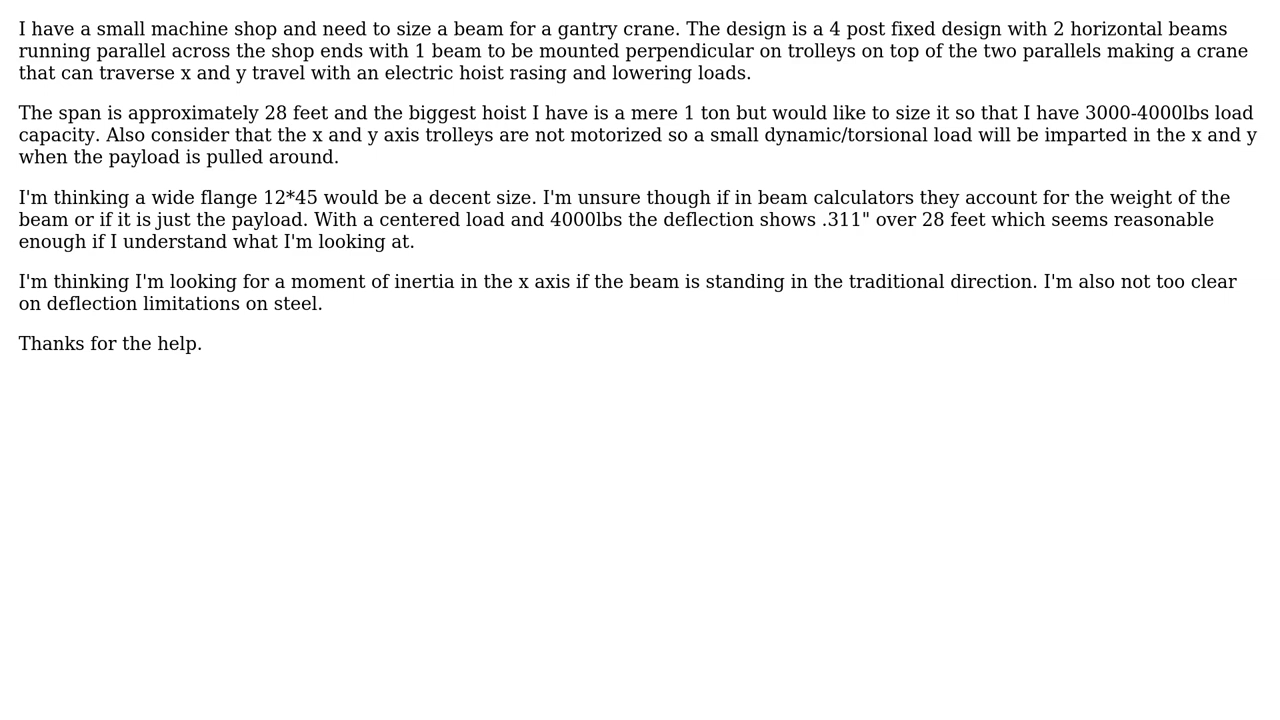 I have a small machine shop and need to size a beam for a gantry crane. The design is a 4 post fixed design with 2 horizontal beams
running parallel across the shop ends with 1 beam to be mounted perpendicular on trolleys on top of the two parallels making a crane
that can traverse x and y travel with an electric hoist rasing and lowering loads.
The span is approximately 28 feet and the biggest hoist I have is a mere 1 ton but would like to size it so that I have 3000-4000lbs load
capacity. Also consider that the x and y axis trolleys are not motorized so a small dynamic/torsional load will be imparted in the x and y
when the payload is pulled around.
I'm thinking a wide flange 12*45 would be a decent size. I'm unsure though if in beam calculators they account for the weight of the
beam or if it is just the payload. With a centered load and 4000lbs the deflection shows .311" over 28 feet which seems reasonable
enough if I understand what I'm looking at.
I'm thinking I'm looking for a moment of inertia in the x axis if the beam is standing in the traditional direction. I'm also not too clear
on deflection limitations on steel.
Thanks for the help.